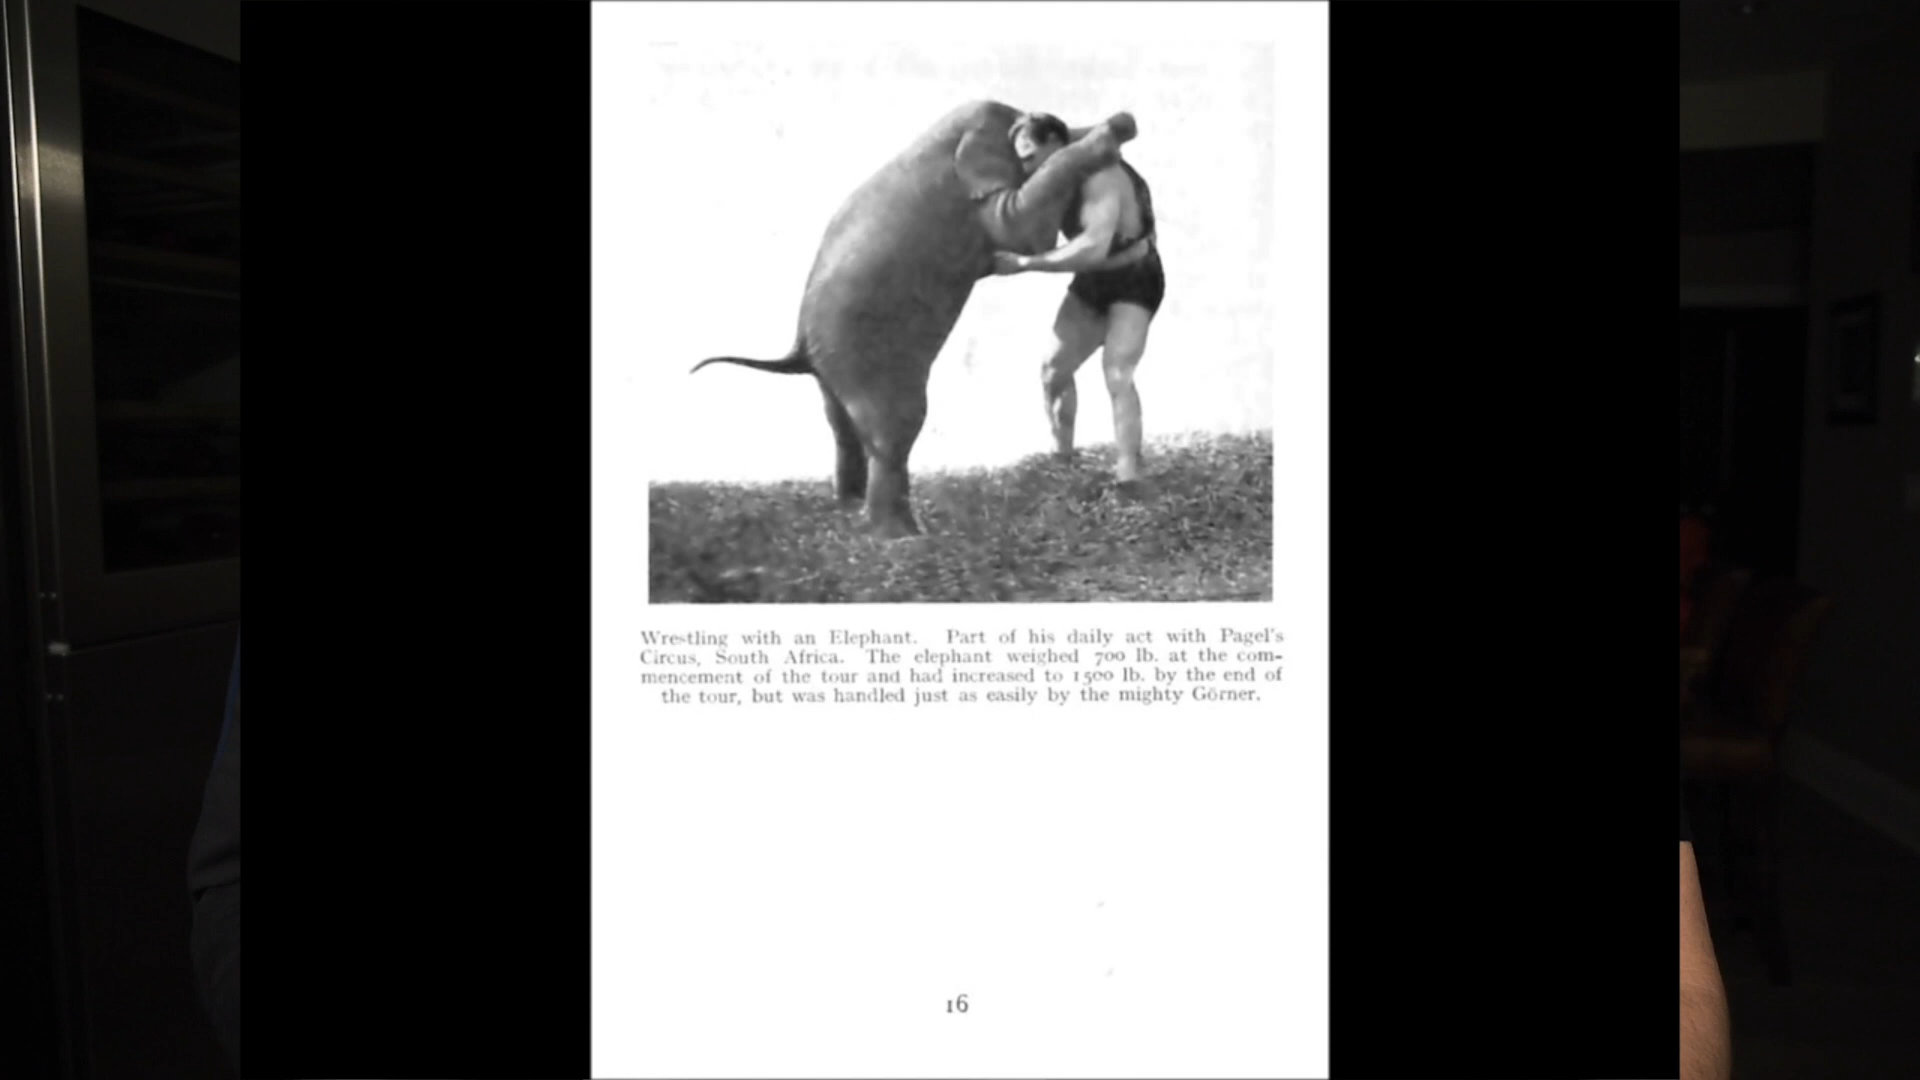 Wrestling with an Elephant. Part of his daily act with Pagel's
Circus, South Africa. The elephant weighed 700 lb. at the com-
mencement of the tour and had increased to 1500 lb. by the end of
the tour, but was handled just as easily by the mighty Görner.
16